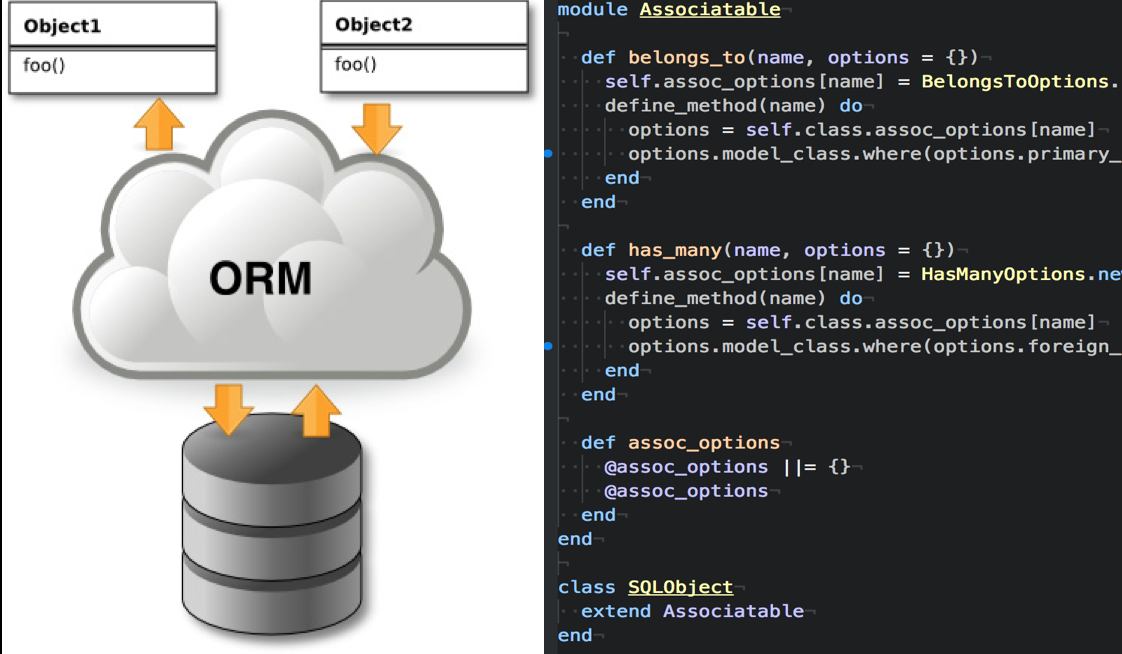 Object1
foo()
Object2
foo()
ORM
module Associatable
def belongs_to(name, options = {})
self.assoc_options[name] = BelongsToOptions.
define_method(name) do
options = self.class.assoc_options[name]
options.model_class.where(options.primary_
end
end
def has_many(name, options = {})
self.assoc_options[name] = HasManyOptions.new
define_method(name) do
options = self.class.assoc_options[name]
options.model_class.where(options.foreign_
end
end
def assoc_options
@assoc_options ||= {}
@assoc_options
end
end
class SQLObject
extend Associatable
end